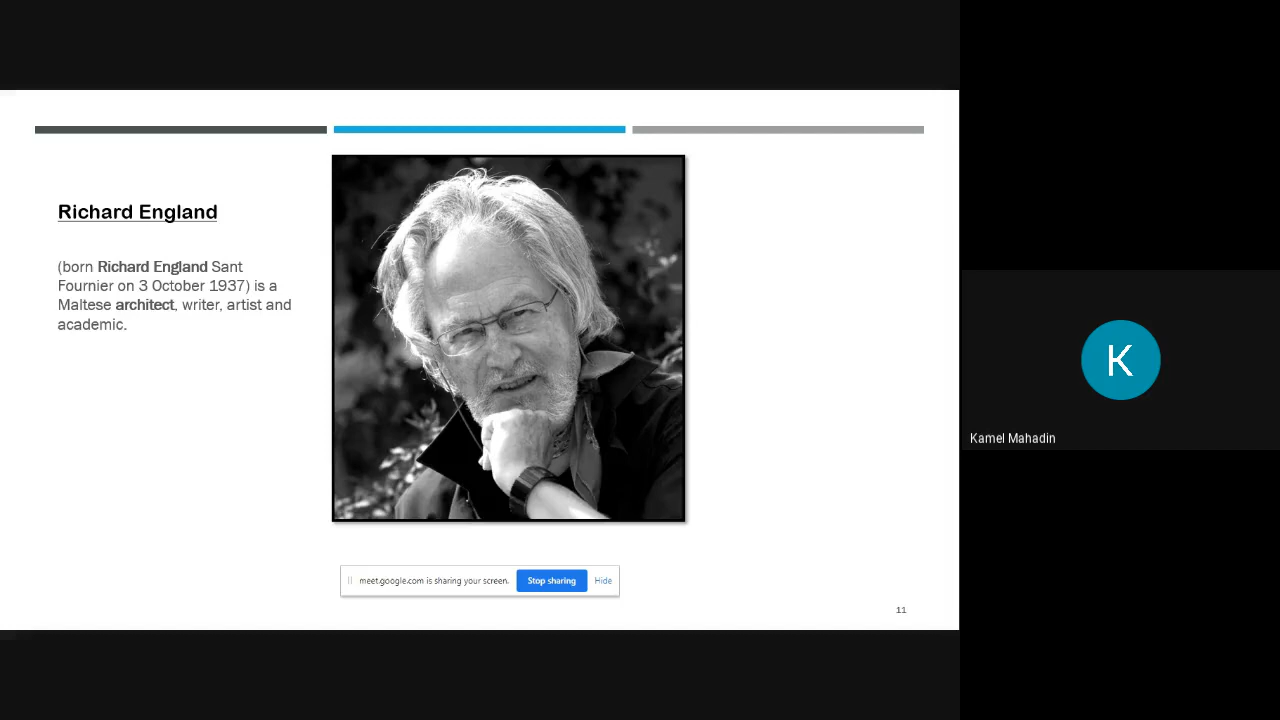 Richard England
(born Richard England Sant
Fournier on 3 October 1937) is a
Maltese architect, writer, artist and
academic.
meet.google.com is sharing your screen. Stop sharing Hide
11
K
Kamel Mahadin